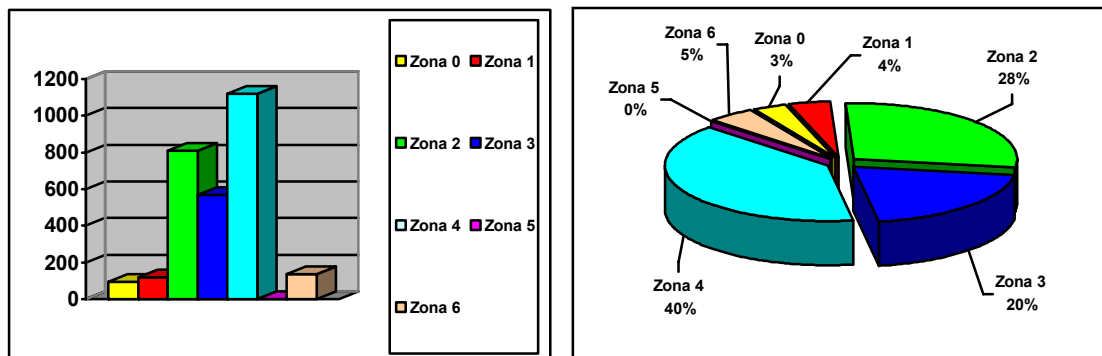 1200
1000
800
600
400
200
0
Zona 0 Zona 1
Zona 2 Zona 3
Zona 4 Zona 5
Zona 6
Zona 6
5%
Zona 0
3%
Zona 1
4%
Zona 2
28%
Zona 5
0%
Zona 4
40%
Zona 3
20%